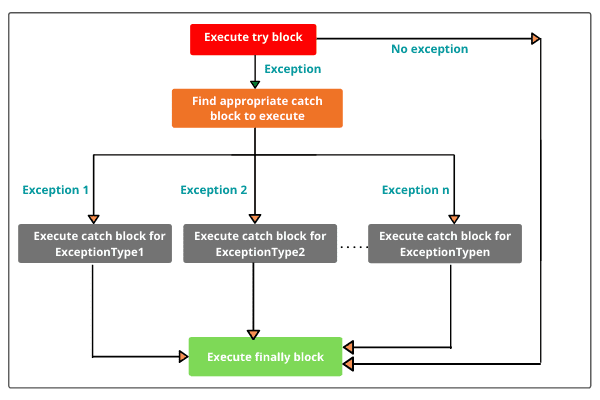 Execute try block
No exception
Exception
Find appropriate catch
block to execute
Exception 1
Exception 2
Exception n
Execute catch block for
ExceptionType1
Execute catch block for
ExceptionType2
.....
Execute catch block for
ExceptionTypen
Execute finally block